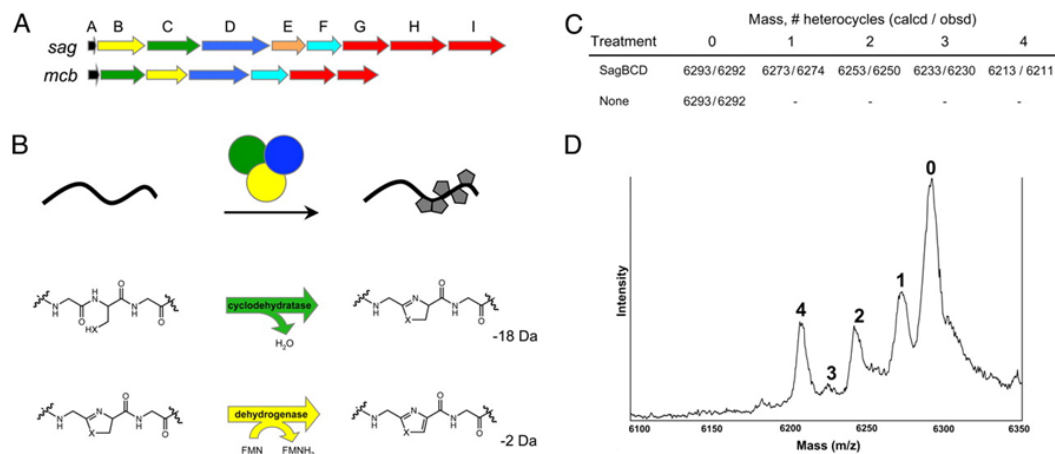 A
A B C D E F G H I
sag
mcb
B
cyclodehydratase
H₂O
-18 Da
dehydrogenase
FMN FMNH₂
-2 Da
N H O H N O H N O HX
N H N X O H N O
N H N X O H N O
N H N X O H N O
C
Mass, # heterocycles (calcd / obsd)
Treatment 0 1 2 3 4
SagBCD 6293/6292 6273/6274 6253/6250 6233/6230 6213 / 6211
None 6293/6292 - - - -
D
0
1
2
3
4
Intensity
6100 6150 6200 6250 6300 6350
Mass (m/z)